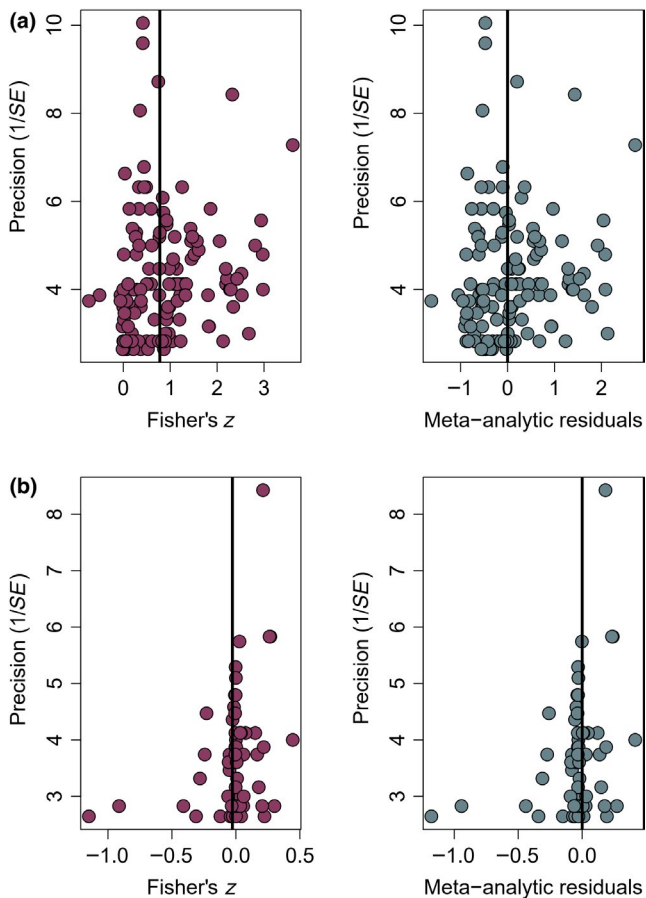 (a)
Precision (1/SE)
10
8
6
4
0 1 2 3
Fisher's z
Precision (1/SE)
10
8
6
4
−1 0 1 2
Meta−analytic residuals
(b)
Precision (1/SE)
8
7
6
5
4
3
−1.0 −0.5 0.0 0.5
Fisher's z
Precision (1/SE)
8
7
6
5
4
3
−1.0 −0.5 0.0
Meta−analytic residuals